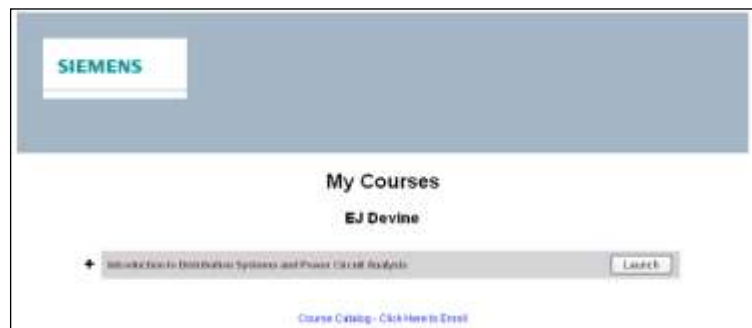 SIEMENS
My Courses
EJ Devine
+ Introduction to Distribution Systems and Power Circuit Analysis Launch
Course Catalog - Click Here to Enroll